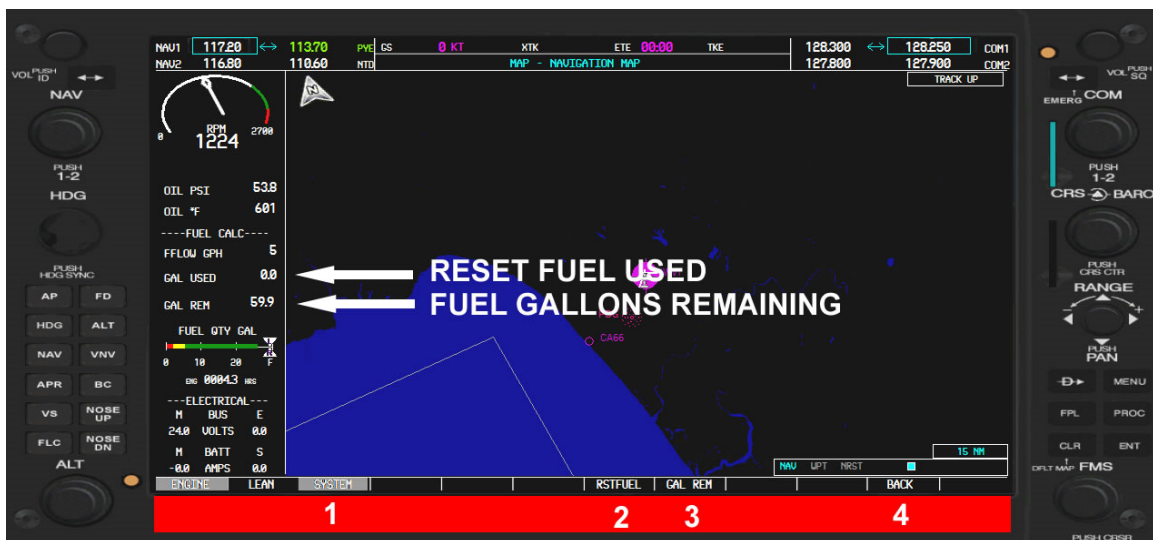 NAV1 117.20 ↔ 113.70 PYE GS 0 KT XTK ETE 00:00 TKE 128.300 ↔ 128.250 COM1
NAV2 116.80 110.60 NTD MAP - NAVIGATION MAP 127.800 127.900 COM2
TRACK UP
VOL PUSH ID
NAV
PUSH
1-2
HDG
PUSH
HDG SYNC
AP FD
HDG ALT
NAV VNV
APR BC
VS NOSE UP
FLC NOSE DN
ALT
N
RPM
0 1224 2700
OIL PSI 53.8
OIL °F 601
----FUEL CALC----
FFLOW GPH 5
GAL USED 0.0
GAL REM 59.9
FUEL QTY GAL
0 10 20 F
ENG 0004.3 HRS
---ELECTRICAL---
M BUS E
24.0 VOLTS 0.0
M BATT S
-0.0 AMPS 0.0
RESET FUEL USED
FUEL GALLONS REMAINING
CA66
15 NM
NAV WPT NRST
ENGINE LEAN SYSTEM RSTFUEL GAL REM BACK
1 2 3 4
VOL PUSH SQ
EMERG COM
PUSH
1-2
CRS BARO
PUSH
CRS CTR
RANGE
- +
PUSH
PAN
D MENU
FPL PROC
CLR ENT
DFLT MAP FMS
PUSH CRSR